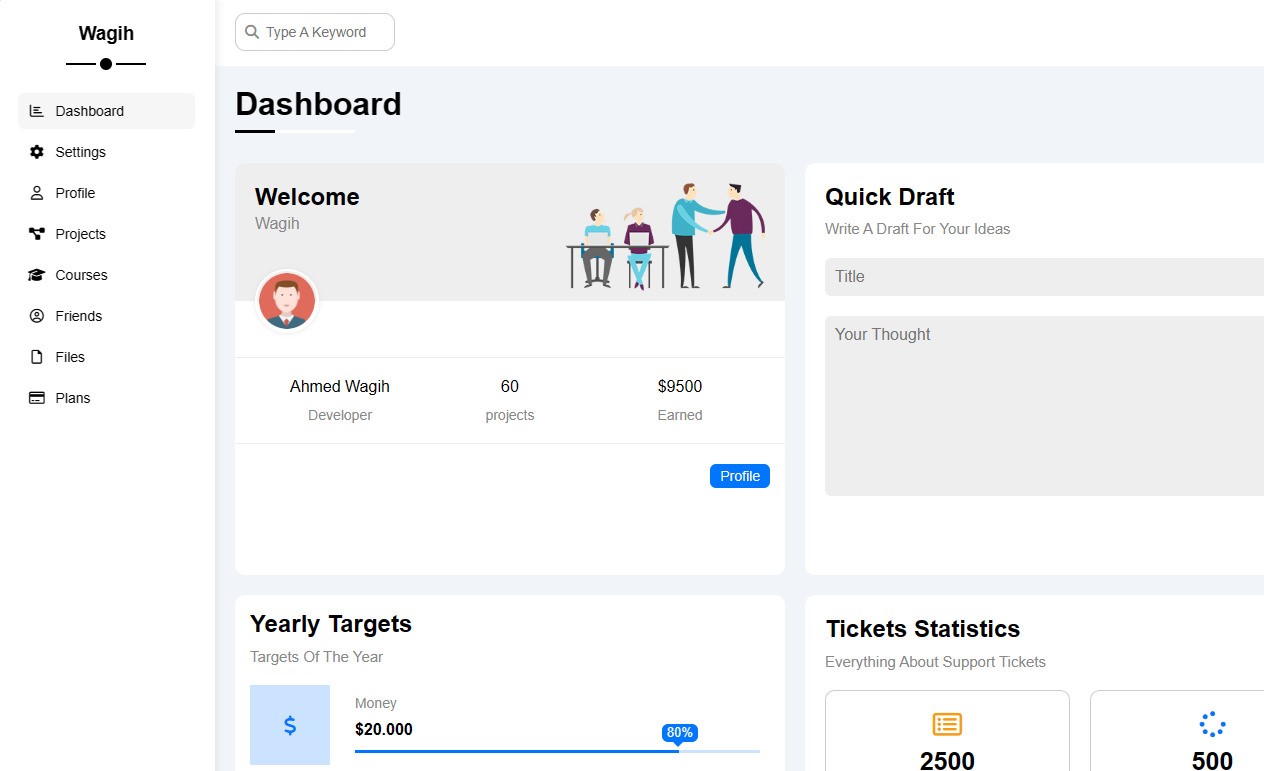 Wagih
Dashboard
Settings
Profile
Projects
Courses
Friends
Files
Plans
Type A Keyword
Dashboard
Welcome
Wagih
Ahmed Wagih
Developer
60
projects
$9500
Earned
Profile
Quick Draft
Write A Draft For Your Ideas
Title
Your Thought
Yearly Targets
Targets Of The Year
$
Money
$20.000
80%
Tickets Statistics
Everything About Support Tickets
2500
500